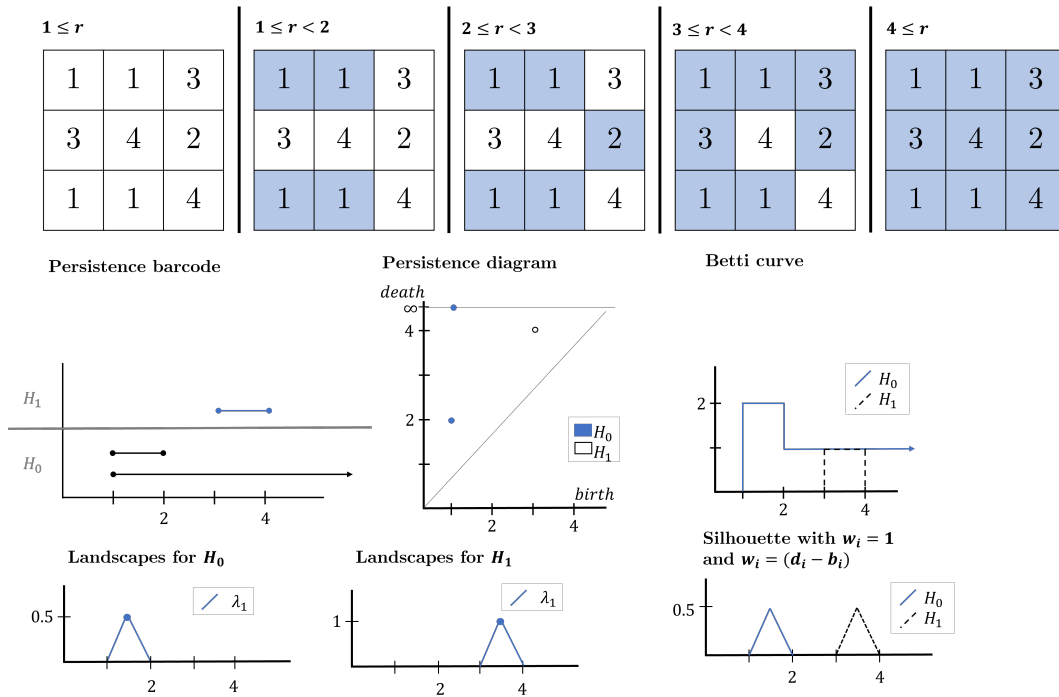 1 ≤ r
1 ≤ r < 2
2 ≤ r < 3
3 ≤ r < 4
4 ≤ r
1 1 3
3 4 2
1 1 4
1 1 3
3 4 2
1 1 4
1 1 3
3 4 2
1 1 4
1 1 3
3 4 2
1 1 4
1 1 3
3 4 2
1 1 4
Persistence barcode
H₁
H₀
2 4
Persistence diagram
death
∞
4
2
H₀
H₁
birth
2 4
Betti curve
H₀
H₁
2
2 4
Landscapes for H₀
λ₁
0.5
2 4
Landscapes for H₁
λ₁
1
2 4
Silhouette with wᵢ = 1
and wᵢ = (dᵢ − bᵢ)
H₀
H₁
0.5
2 4